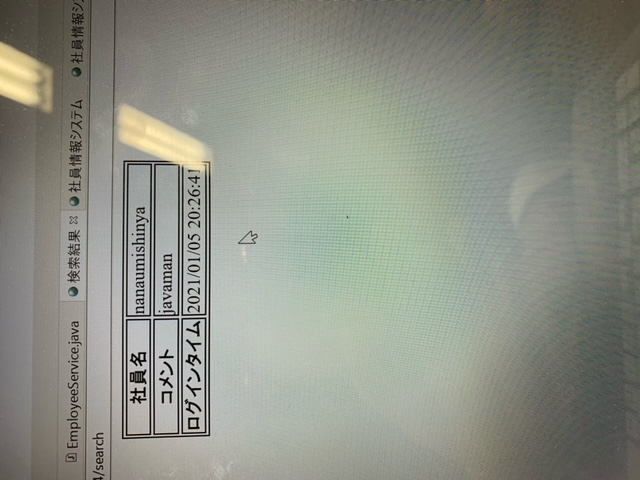 EmployeeService.java 検索結果 社員情報システム 社員情報シ
4/search
社員名 nanaumishinya
コメント javaman
ログインタイム 2021/01/05 20:26:41